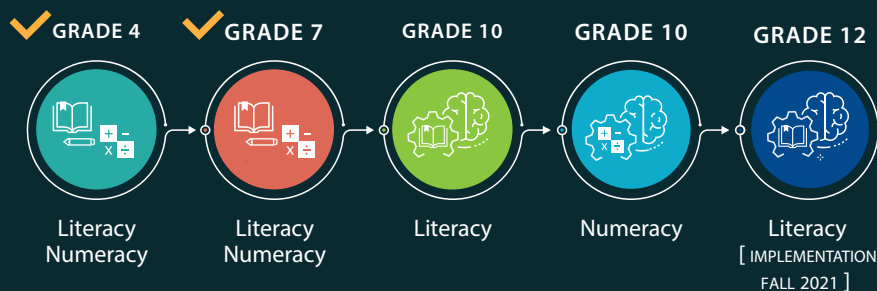 GRADE 4
GRADE 7
GRADE 10
GRADE 10
GRADE 12
+ -
x ÷
+ -
x ÷
+ -
x ÷
Literacy
Numeracy
Literacy
Numeracy
Literacy
Numeracy
Literacy
[ IMPLEMENTATION
FALL 2021 ]